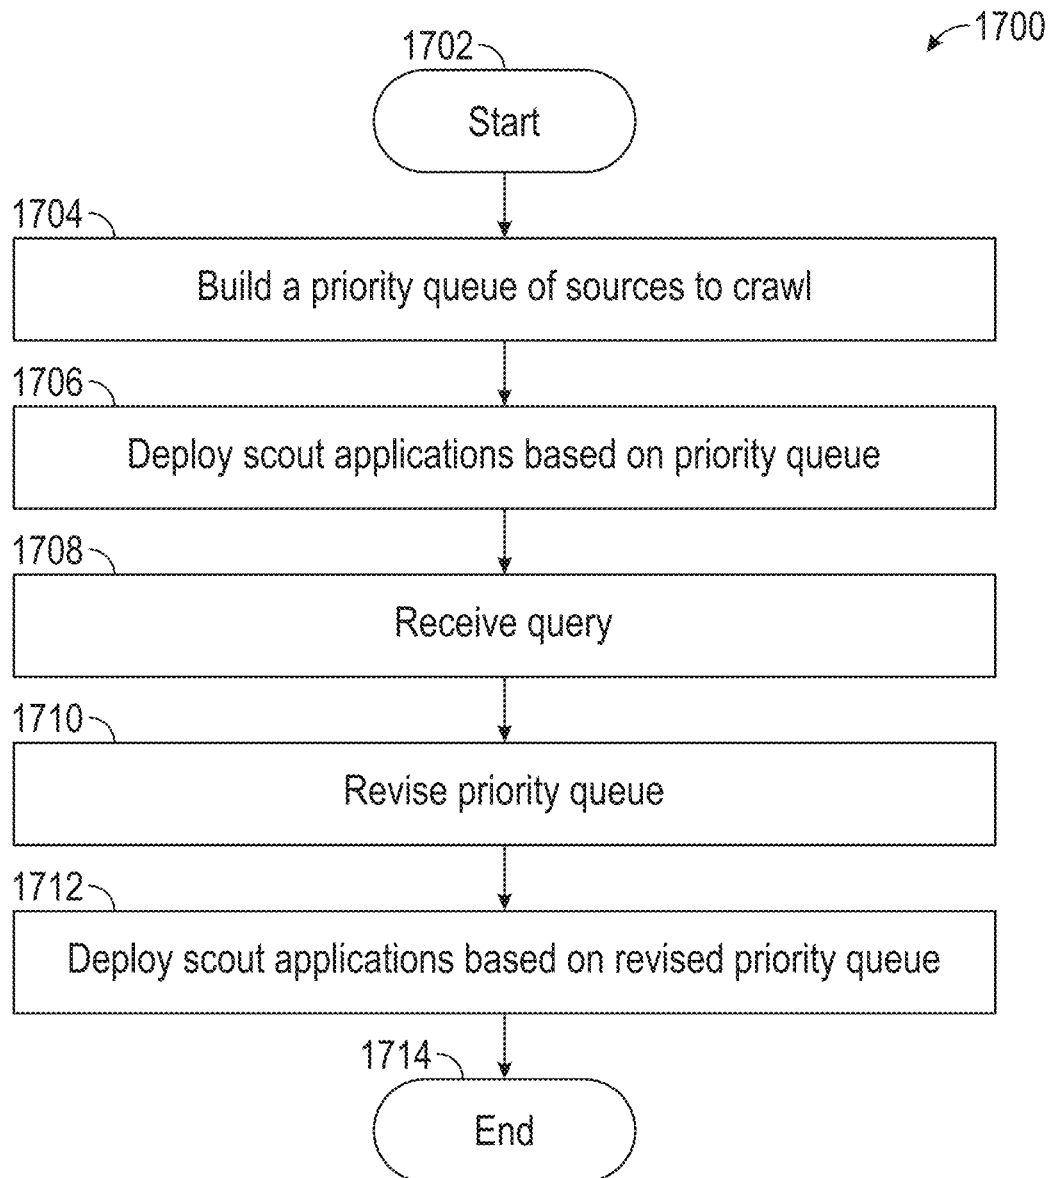 1700
1702
Start
1704
Build a priority queue of sources to crawl
1706
Deploy scout applications based on priority queue
1708
Receive query
1710
Revise priority queue
1712
Deploy scout applications based on revised priority queue
1714
End